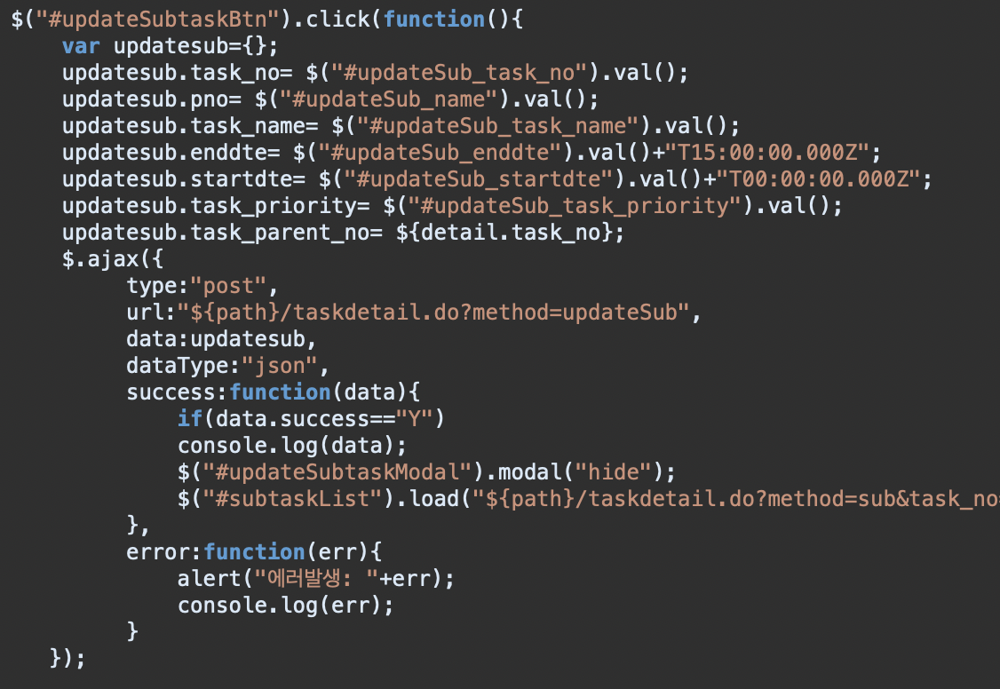 $("#updateSubtaskBtn").click(function(){
    var updatesub={};
    updatesub.task_no= $("#updateSub_task_no").val();
    updatesub.pno= $("#updateSub_name").val();
    updatesub.task_name= $("#updateSub_task_name").val();
    updatesub.enddte= $("#updateSub_enddte").val()+"T15:00:00.000Z";
    updatesub.startdte= $("#updateSub_startdte").val()+"T00:00:00.000Z";
    updatesub.task_priority= $("#updateSub_task_priority").val();
    updatesub.task_parent_no= ${detail.task_no};
    $.ajax({
         type:"post",
         url:"${path}/taskdetail.do?method=updateSub",
         data:updatesub,
         dataType:"json",
         success:function(data){
             if(data.success=="Y")
             console.log(data);
             $("#updateSubtaskModal").modal("hide");
             $("#subtaskList").load("${path}/taskdetail.do?method=sub&task_no=
         },
         error:function(err){
             alert("에러발생: "+err);
             console.log(err);
         }
   });